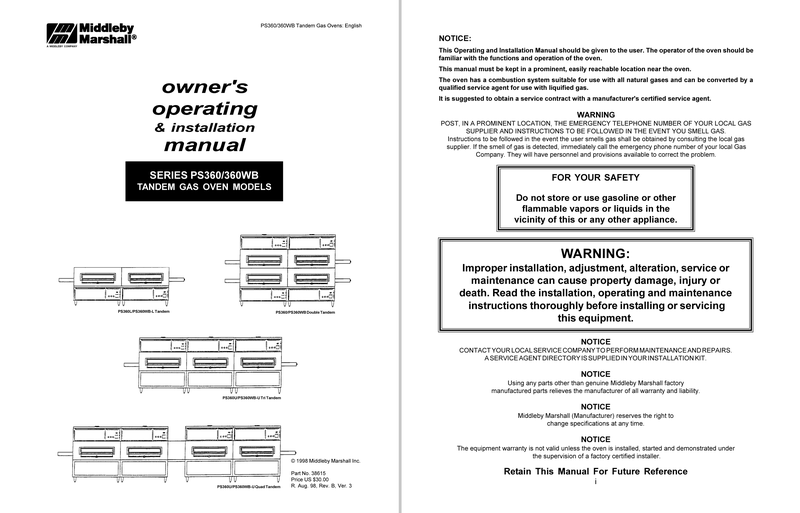 PS360/360WB Tandem Gas Ovens: English
Middleby
Marshall®
A MIDDLEBY COMPANY
owner's
operating
& installation
manual
SERIES PS360/360WB
TANDEM GAS OVEN MODELS
PS360L/PS360WB-L Tandem
PS360/PS360WB Double Tandem
PS360U/PS360WB-U Tri Tandem
PS360U/PS360WB-U Quad Tandem
© 1998 Middleby Marshall Inc.
Part No. 38615
Price US $30.00
R. Aug. 98, Rev. B, Ver. 3
NOTICE:
This Operating and Installation Manual should be given to the user. The operator of the oven should be
familiar with the functions and operation of the oven.
This manual must be kept in a prominent, easily reachable location near the oven.
The oven has a combustion system suitable for use with all natural gases and can be converted by a
qualified service agent for use with liquified gas.
It is suggested to obtain a service contract with a manufacturer's certified service agent.
WARNING
POST, IN A PROMINENT LOCATION, THE EMERGENCY TELEPHONE NUMBER OF YOUR LOCAL GAS
SUPPLIER AND INSTRUCTIONS TO BE FOLLOWED IN THE EVENT YOU SMELL GAS.
Instructions to be followed in the event the user smells gas shall be obtained by consulting the local gas
supplier. If the smell of gas is detected, immediately call the emergency phone number of your local Gas
Company. They will have personnel and provisions available to correct the problem.
FOR YOUR SAFETY
Do not store or use gasoline or other
flammable vapors or liquids in the
vicinity of this or any other appliance.
WARNING:
Improper installation, adjustment, alteration, service or
maintenance can cause property damage, injury or
death. Read the installation, operating and maintenance
instructions thoroughly before installing or servicing
this equipment.
NOTICE
CONTACT YOUR LOCAL SERVICE COMPANY TO PERFORM MAINTENANCE AND REPAIRS.
A SERVICE AGENT DIRECTORY IS SUPPLIED IN YOUR INSTALLATION KIT.
NOTICE
Using any parts other than genuine Middleby Marshall factory
manufactured parts relieves the manufacturer of all warranty and liability.
NOTICE
Middleby Marshall (Manufacturer) reserves the right to
change specifications at any time.
NOTICE
The equipment warranty is not valid unless the oven is installed, started and demonstrated under
the supervision of a factory certified installer.
Retain This Manual For Future Reference
i